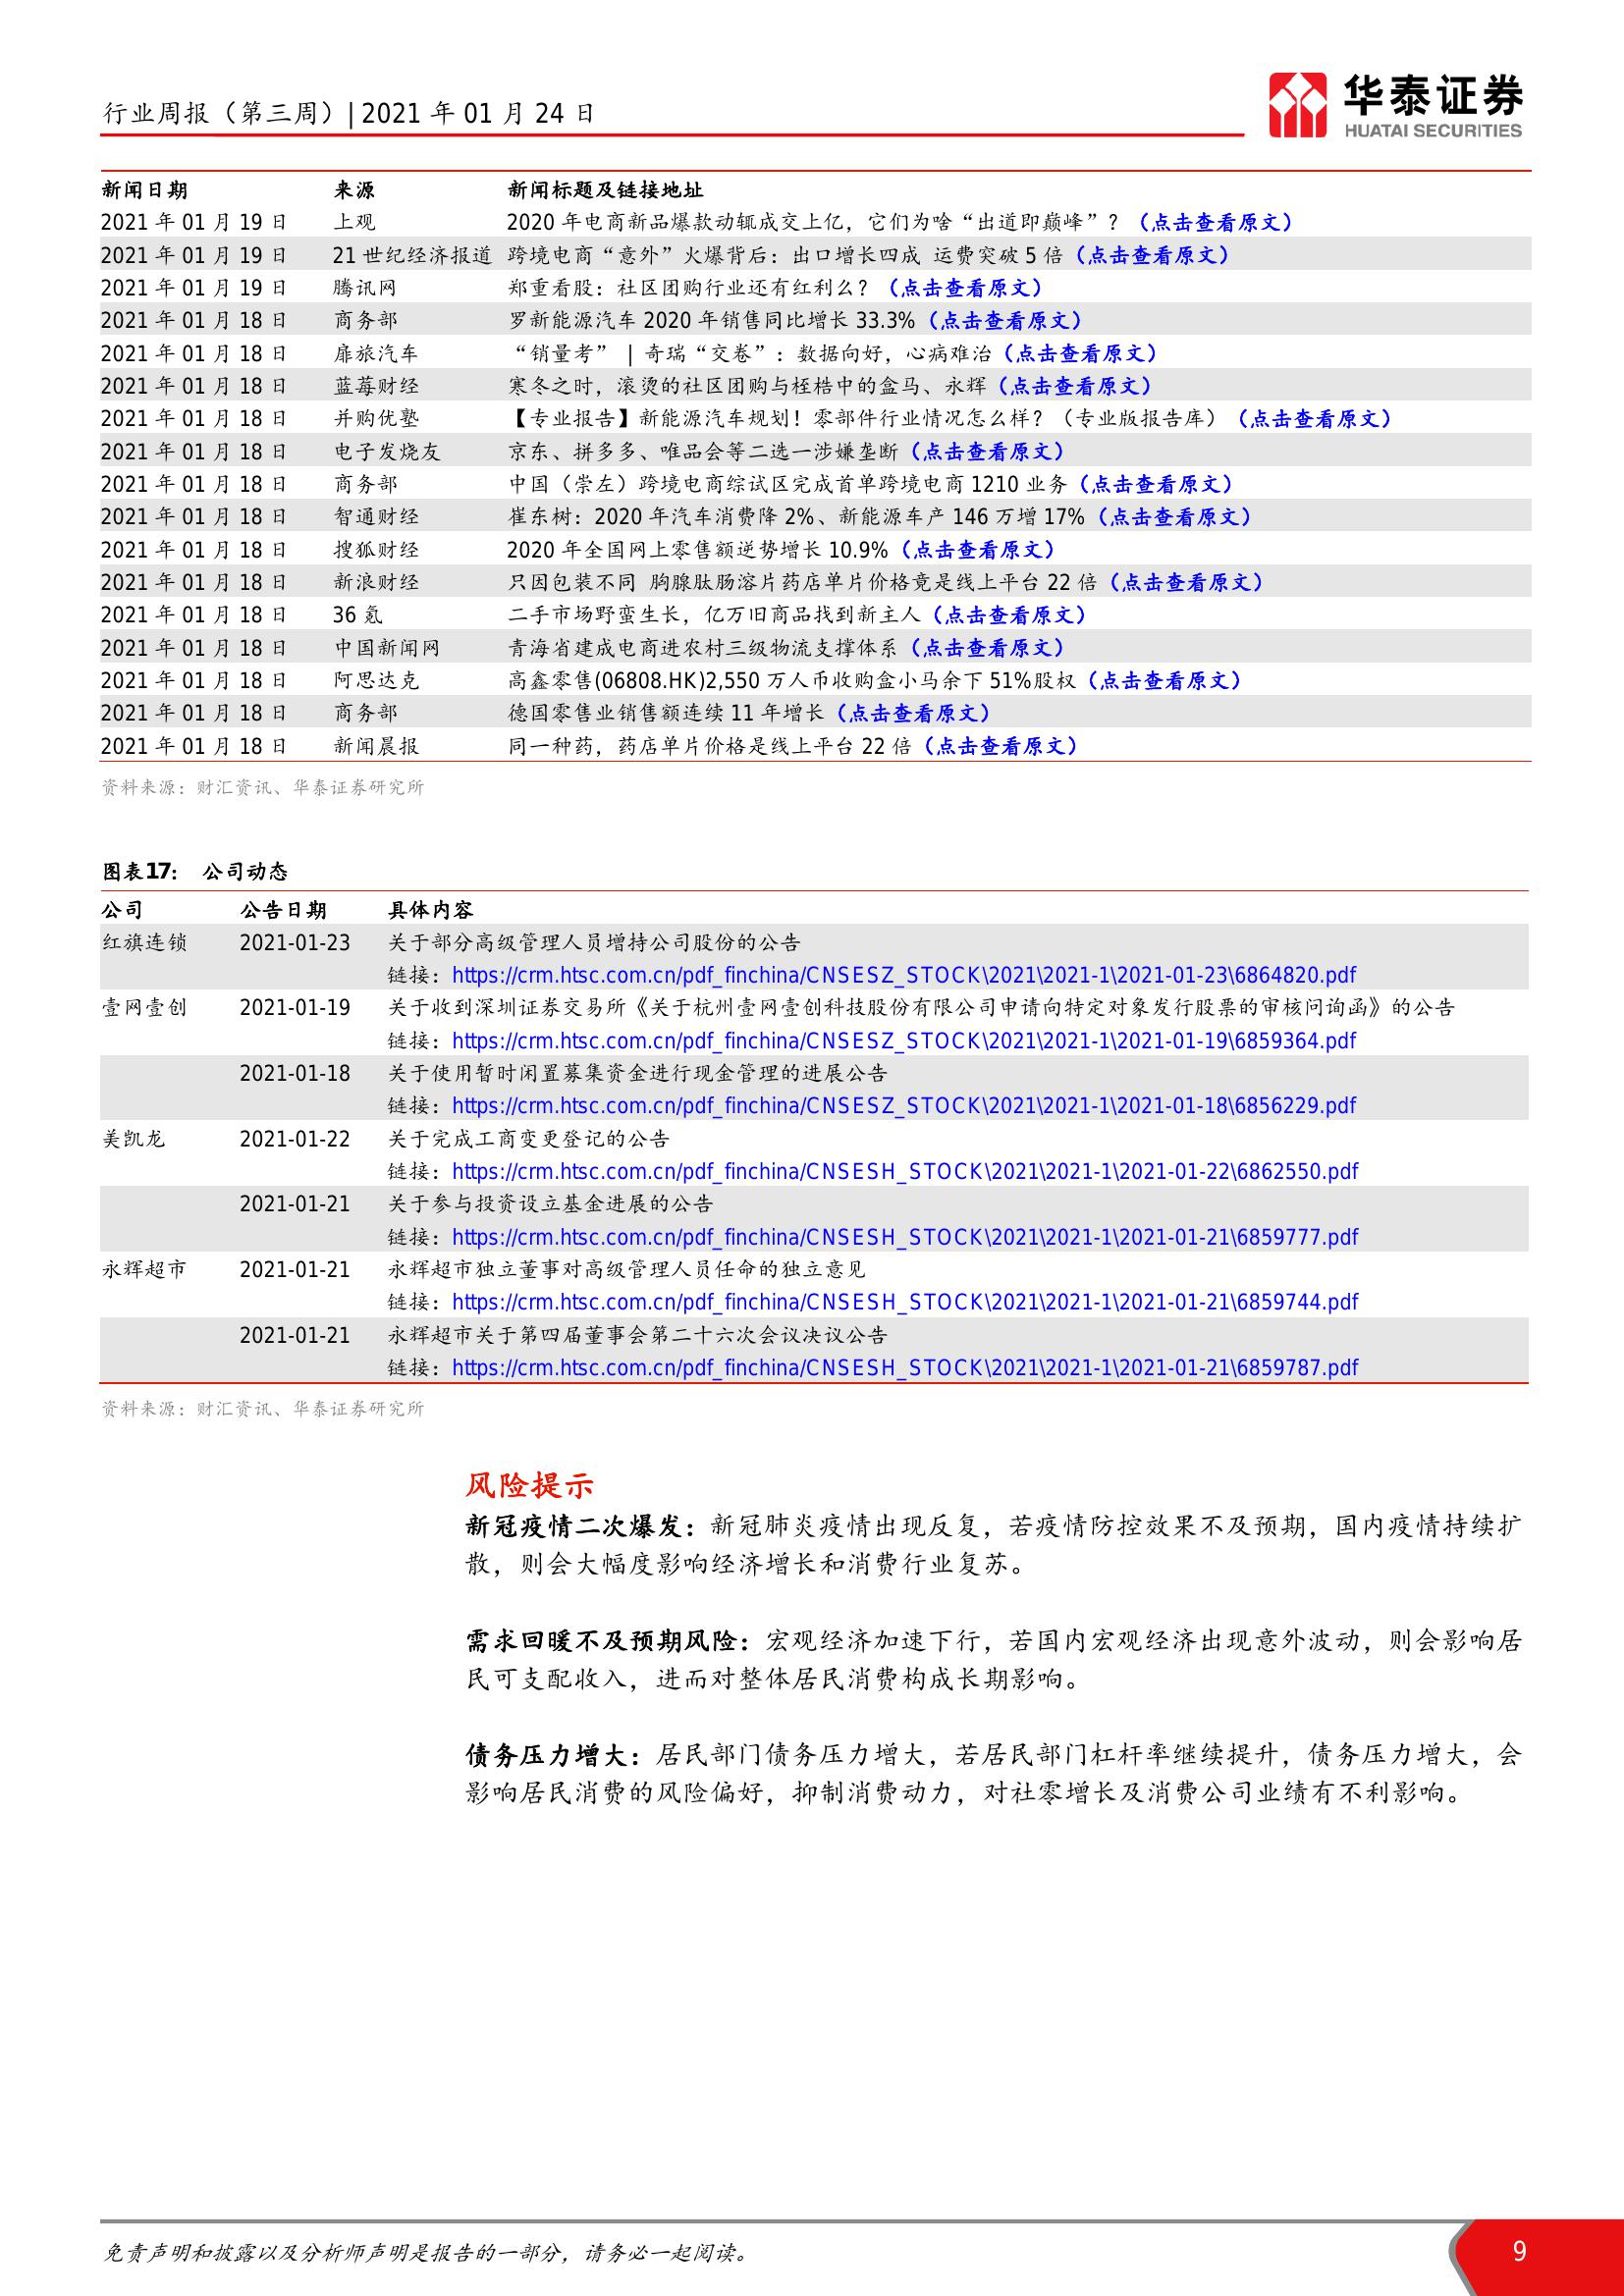 行业周报（第三周）| 2021 年 01 月 24 日
华泰证券
HUATAI SECURITIES
新闻日期 来源 新闻标题及链接地址
2021 年 01 月 19 日 上观 2020 年电商新品爆款动辄成交上亿，它们为啥“出道即巅峰”？（点击查看原文）
2021 年 01 月 19 日 21 世纪经济报道 跨境电商“意外”火爆背后：出口增长四成 运费突破 5 倍（点击查看原文）
2021 年 01 月 19 日 腾讯网 郑重看股：社区团购行业还有红利么？（点击查看原文）
2021 年 01 月 18 日 商务部 罗新能源汽车 2020 年销售同比增长 33.3%（点击查看原文）
2021 年 01 月 18 日 扉旅汽车 “销量考” | 奇瑞“交卷”：数据向好，心病难治（点击查看原文）
2021 年 01 月 18 日 蓝莓财经 寒冬之时，滚烫的社区团购与桎梏中的盒马、永辉（点击查看原文）
2021 年 01 月 18 日 并购优塾 【专业报告】新能源汽车规划！零部件行业情况怎么样？（专业版报告库）（点击查看原文）
2021 年 01 月 18 日 电子发烧友 京东、拼多多、唯品会等二选一涉嫌垄断（点击查看原文）
2021 年 01 月 18 日 商务部 中国（崇左）跨境电商综试区完成首单跨境电商 1210 业务（点击查看原文）
2021 年 01 月 18 日 智通财经 崔东树：2020 年汽车消费降 2%、新能源车产 146 万增 17%（点击查看原文）
2021 年 01 月 18 日 搜狐财经 2020 年全国网上零售额逆势增长 10.9%（点击查看原文）
2021 年 01 月 18 日 新浪财经 只因包装不同 胸腺肽肠溶片药店单片价格竟是线上平台 22 倍（点击查看原文）
2021 年 01 月 18 日 36 氪 二手市场野蛮生长，亿万旧商品找到新主人（点击查看原文）
2021 年 01 月 18 日 中国新闻网 青海省建成电商进农村三级物流支撑体系（点击查看原文）
2021 年 01 月 18 日 阿思达克 高鑫零售(06808.HK)2,550 万人币收购盒小马余下 51%股权（点击查看原文）
2021 年 01 月 18 日 商务部 德国零售业销售额连续 11 年增长（点击查看原文）
2021 年 01 月 18 日 新闻晨报 同一种药，药店单片价格是线上平台 22 倍（点击查看原文）
资料来源：财汇资讯、华泰证券研究所
图表17： 公司动态
公司 公告日期 具体内容
红旗连锁 2021-01-23 关于部分高级管理人员增持公司股份的公告
链接：https://crm.htsc.com.cn/pdf_finchina/CNSESZ_STOCK\2021\2021-1\2021-01-23\6864820.pdf
壹网壹创 2021-01-19 关于收到深圳证券交易所《关于杭州壹网壹创科技股份有限公司申请向特定对象发行股票的审核问询函》的公告
链接：https://crm.htsc.com.cn/pdf_finchina/CNSESZ_STOCK\2021\2021-1\2021-01-19\6859364.pdf
2021-01-18 关于使用暂时闲置募集资金进行现金管理的进展公告
链接：https://crm.htsc.com.cn/pdf_finchina/CNSESZ_STOCK\2021\2021-1\2021-01-18\6856229.pdf
美凯龙 2021-01-22 关于完成工商变更登记的公告
链接：https://crm.htsc.com.cn/pdf_finchina/CNSESH_STOCK\2021\2021-1\2021-01-22\6862550.pdf
2021-01-21 关于参与投资设立基金进展的公告
链接：https://crm.htsc.com.cn/pdf_finchina/CNSESH_STOCK\2021\2021-1\2021-01-21\6859777.pdf
永辉超市 2021-01-21 永辉超市独立董事对高级管理人员任命的独立意见
链接：https://crm.htsc.com.cn/pdf_finchina/CNSESH_STOCK\2021\2021-1\2021-01-21\6859744.pdf
2021-01-21 永辉超市关于第四届董事会第二十六次会议决议公告
链接：https://crm.htsc.com.cn/pdf_finchina/CNSESH_STOCK\2021\2021-1\2021-01-21\6859787.pdf
资料来源：财汇资讯、华泰证券研究所
风险提示
新冠疫情二次爆发：新冠肺炎疫情出现反复，若疫情防控效果不及预期，国内疫情持续扩
散，则会大幅度影响经济增长和消费行业复苏。
需求回暖不及预期风险：宏观经济加速下行，若国内宏观经济出现意外波动，则会影响居
民可支配收入，进而对整体居民消费构成长期影响。
债务压力增大：居民部门债务压力增大，若居民部门杠杆率继续提升，债务压力增大，会
影响居民消费的风险偏好，抑制消费动力，对社零增长及消费公司业绩有不利影响。
免责声明和披露以及分析师声明是报告的一部分，请务必一起阅读。
9